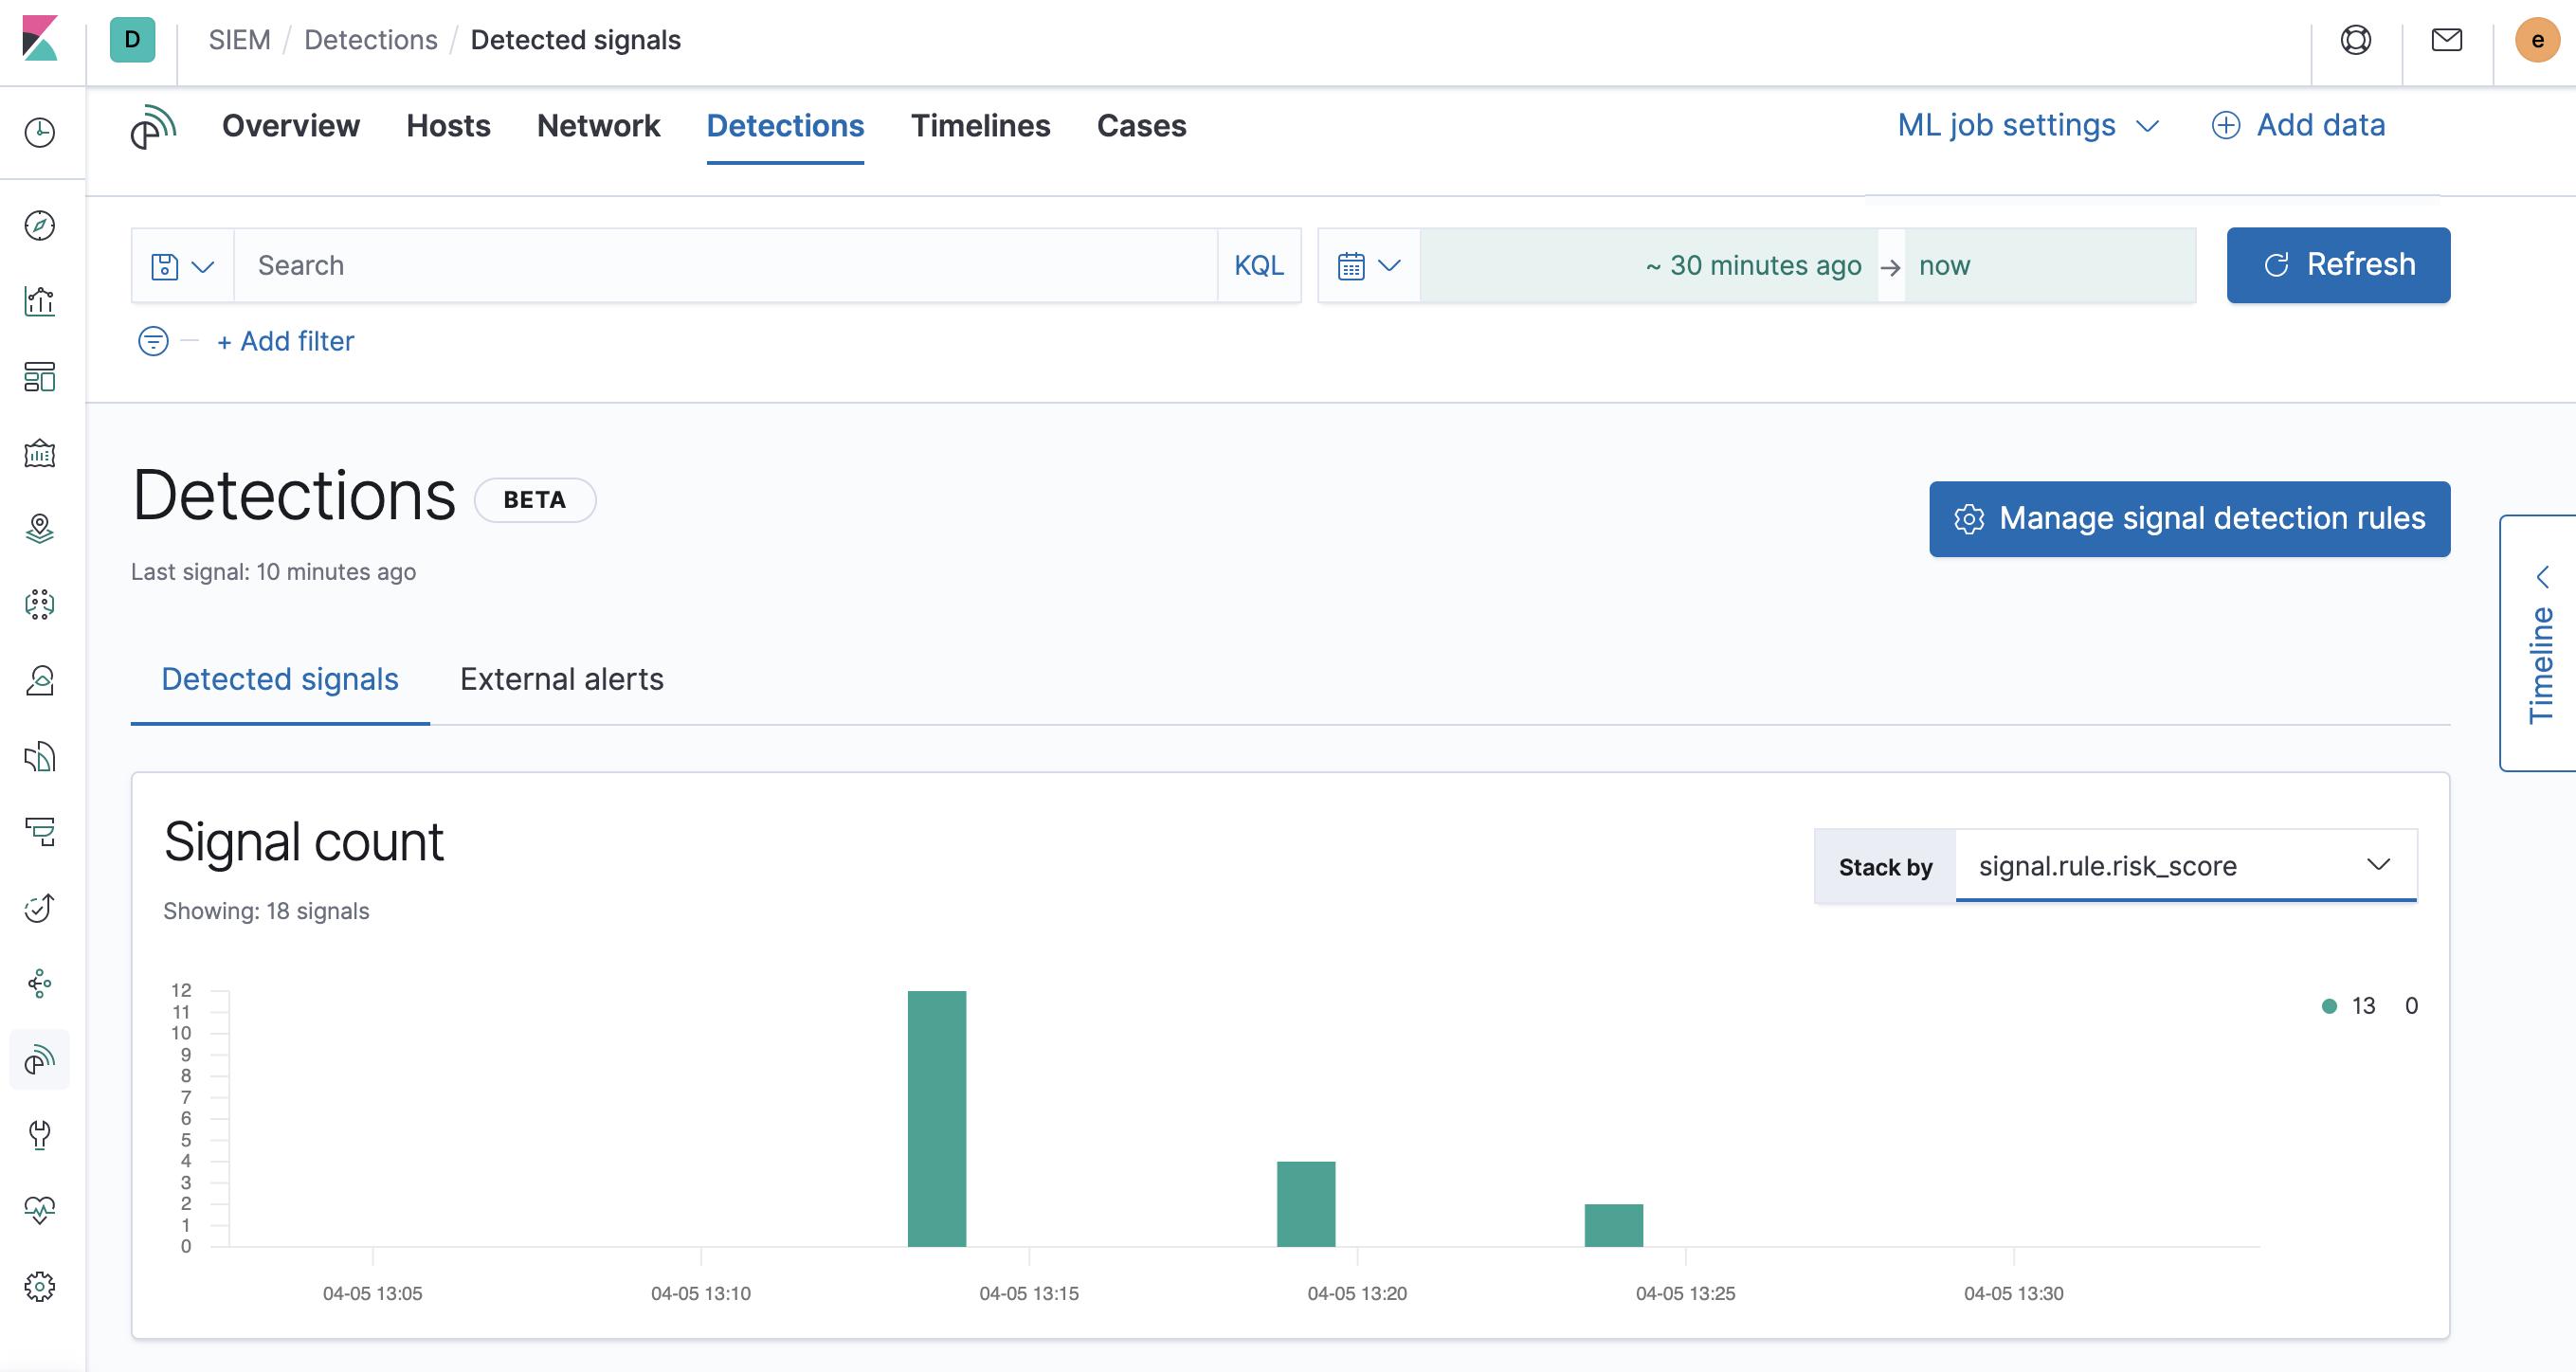 D SIEM / Detections / Detected signals e
Overview Hosts Network Detections Timelines Cases ML job settings Add data
Search KQL ~ 30 minutes ago → now Refresh
+ Add filter
Detections BETA Manage signal detection rules
Last signal: 10 minutes ago
Timeline
Detected signals External alerts
Signal count
Stack by signal.rule.risk_score
Showing: 18 signals
13 0
12
11
10
9
8
7
6
5
4
3
2
1
0
04-05 13:05 04-05 13:10 04-05 13:15 04-05 13:20 04-05 13:25 04-05 13:30